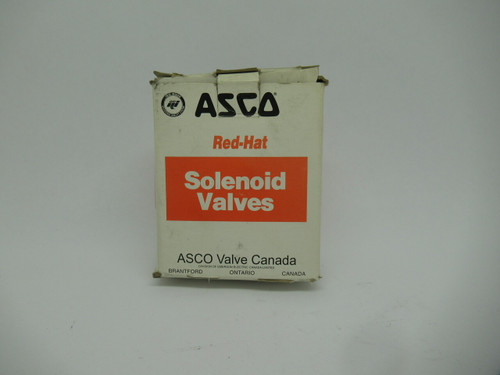 ASCO
Red-Hat
Solenoid
Valves
ASCO Valve Canada
BRANTFORD ONTARIO CANADA